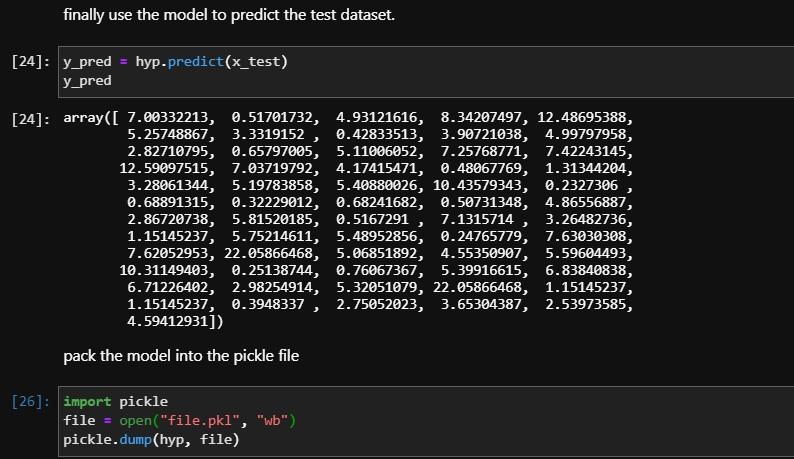 finally use the model to predict the test dataset.
[24]: y_pred = hyp.predict(x_test)
y_pred
[24]: array([ 7.00332213,  0.51701732,  4.93121616,  8.34207497, 12.48695388,
5.25748867,  3.3319152 ,  0.42833513,  3.90721038,  4.99797958,
2.82710795,  0.65797005,  5.11006052,  7.25768771,  7.42243145,
12.59097515,  7.03719792,  4.17415471,  0.48067769,  1.31344204,
3.28061344,  5.19783858,  5.40880026, 10.43579343,  0.2327306 ,
0.68891315,  0.32229012,  0.68241682,  0.50731348,  4.86556887,
2.86720738,  5.81520185,  0.5167291 ,  7.1315714 ,  3.26482736,
1.15145237,  5.75214611,  5.48952856,  0.24765779,  7.63030308,
7.62052953, 22.05866468,  5.06851892,  4.55350907,  5.59604493,
10.31149403,  0.25138744,  0.76067367,  5.39916615,  6.83840838,
6.71226402,  2.98254914,  5.32051079, 22.05866468,  1.15145237,
1.15145237,  0.3948337 ,  2.75052023,  3.65304387,  2.53973585,
4.59412931])
pack the model into the pickle file
[26]: import pickle
file = open("file.pkl", "wb")
pickle.dump(hyp, file)